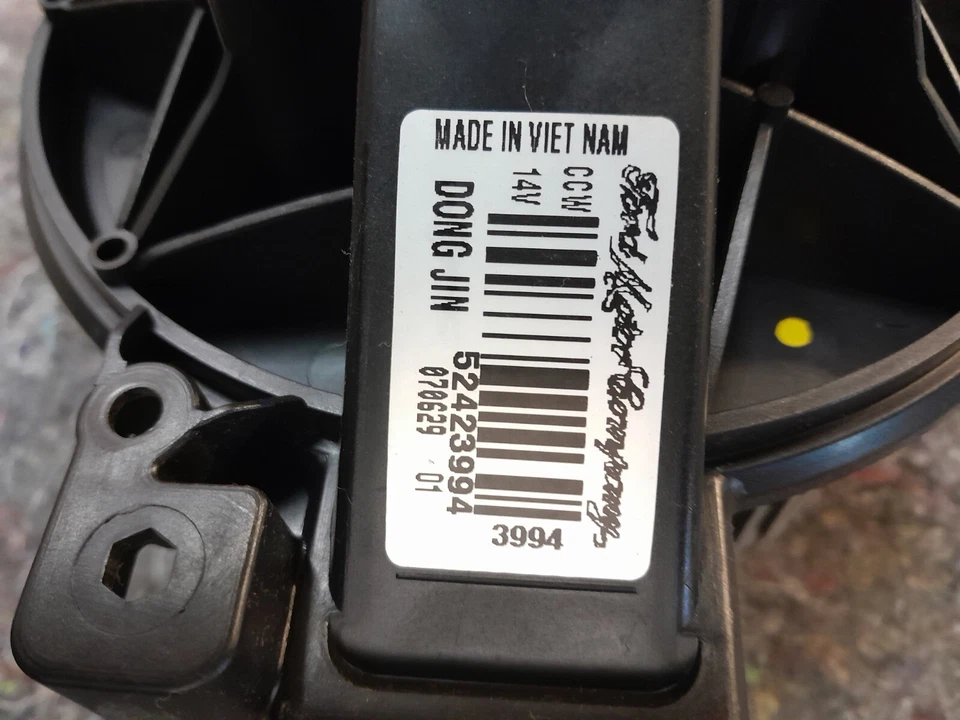 MADE IN VIET NAM
Ford Motor Company,
CCW
14V
DONG JIN
52423994
070629 01
3994